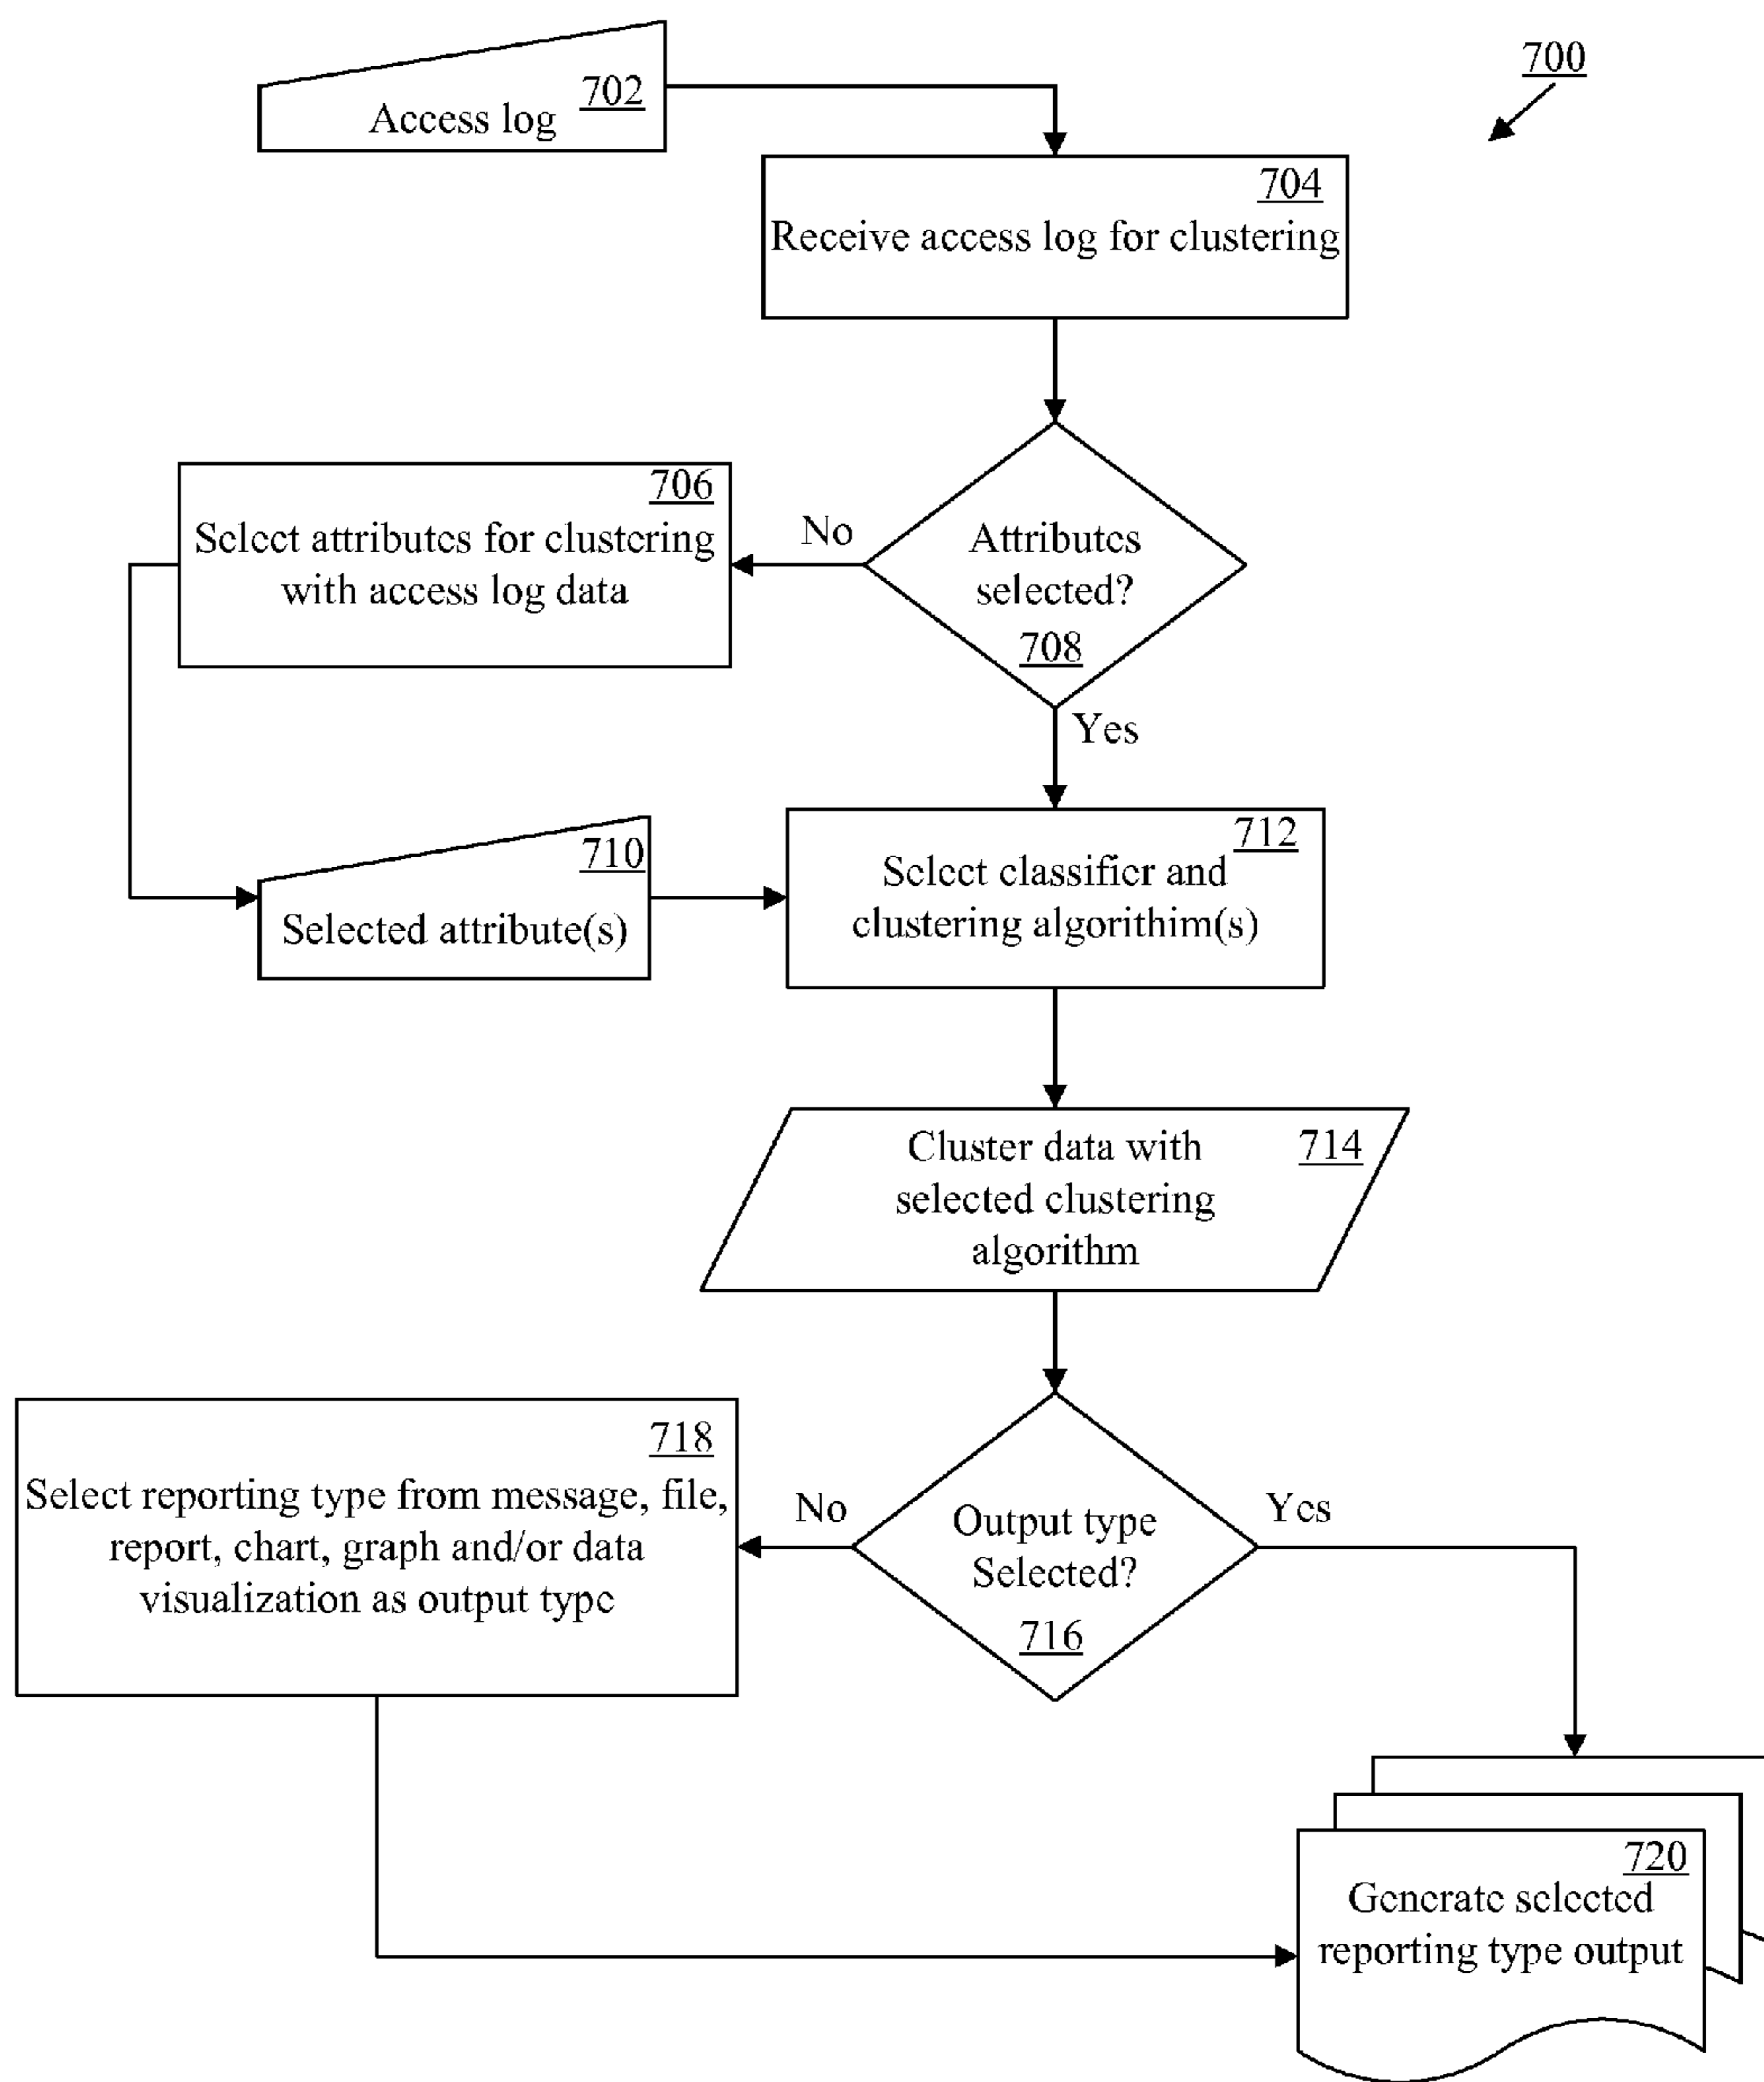 700
702
Access log
704
Receive access log for clustering
706
Select attributes for clustering
with access log data
No
Attributes
selected?
708
Yes
710
Selected attribute(s)
712
Select classifier and
clustering algorithim(s)
Cluster data with
714
selected clustering
algorithm
718
Select reporting type from message, file,
report, chart, graph and/or data
visualization as output type
No
Output type
Selected?
716
Yes
720
Generate selected
reporting type output